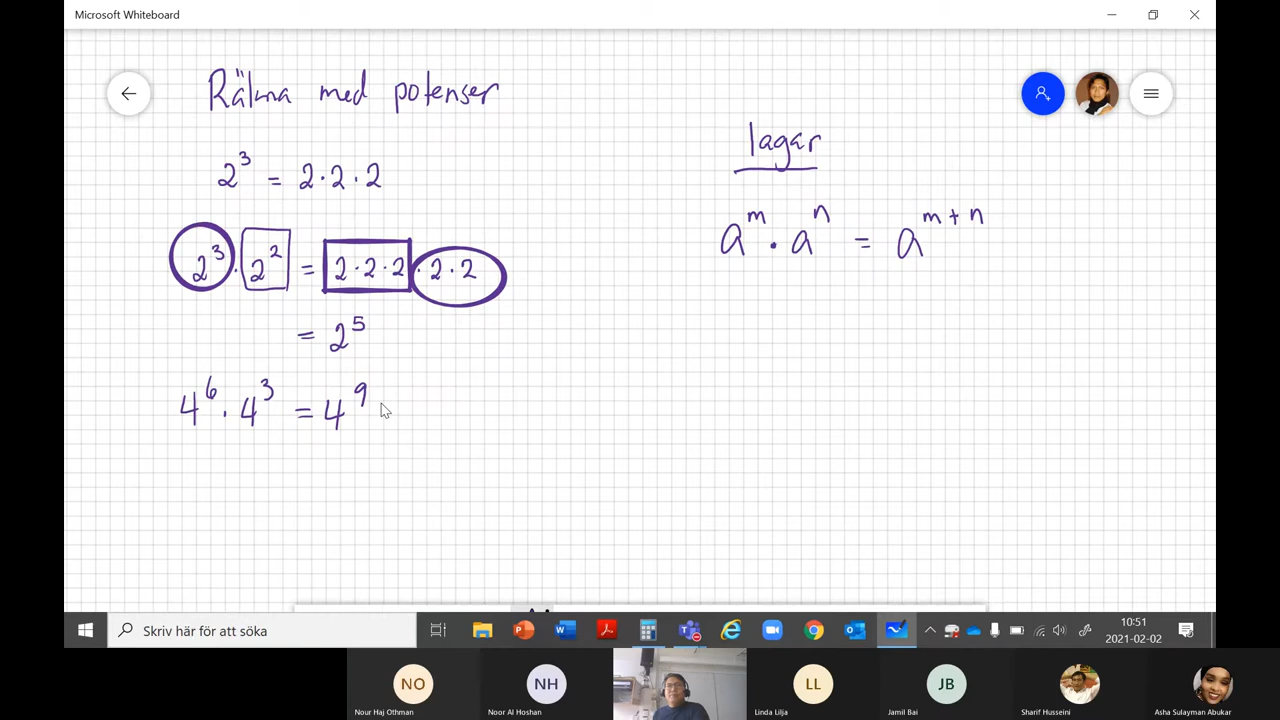 Microsoft Whiteboard
Räkna med potenser
lagar
2³ = 2·2·2
aᵐ · aⁿ = aᵐ⁺ⁿ
2³ · 2² = 2·2·2·2·2
= 2⁵
4⁶ · 4³ = 4⁹
Skriv här för att söka
10:51
2021-02-02
NO
NH
LL
JB
Nour Haj Othman
Noor Al Hoshan
Linda Lilja
Jamil Bai
Sharif Husseini
Asha Sulayman Abukar